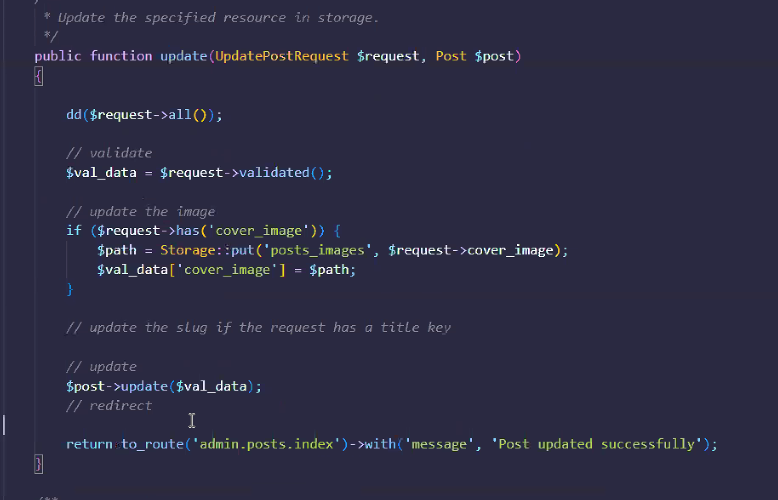 * Update the specified resource in storage.
*/
public function update(UpdatePostRequest $request, Post $post)
{
dd($request->all());
// validate
$val_data = $request->validated();
// update the image
if ($request->has('cover_image')) {
$path = Storage::put('posts_images', $request->cover_image);
$val_data['cover_image'] = $path;
}
// update the slug if the request has a title key
// update
$post->update($val_data);
// redirect
return to_route('admin.posts.index')->with('message', 'Post updated successfully');
}
/**